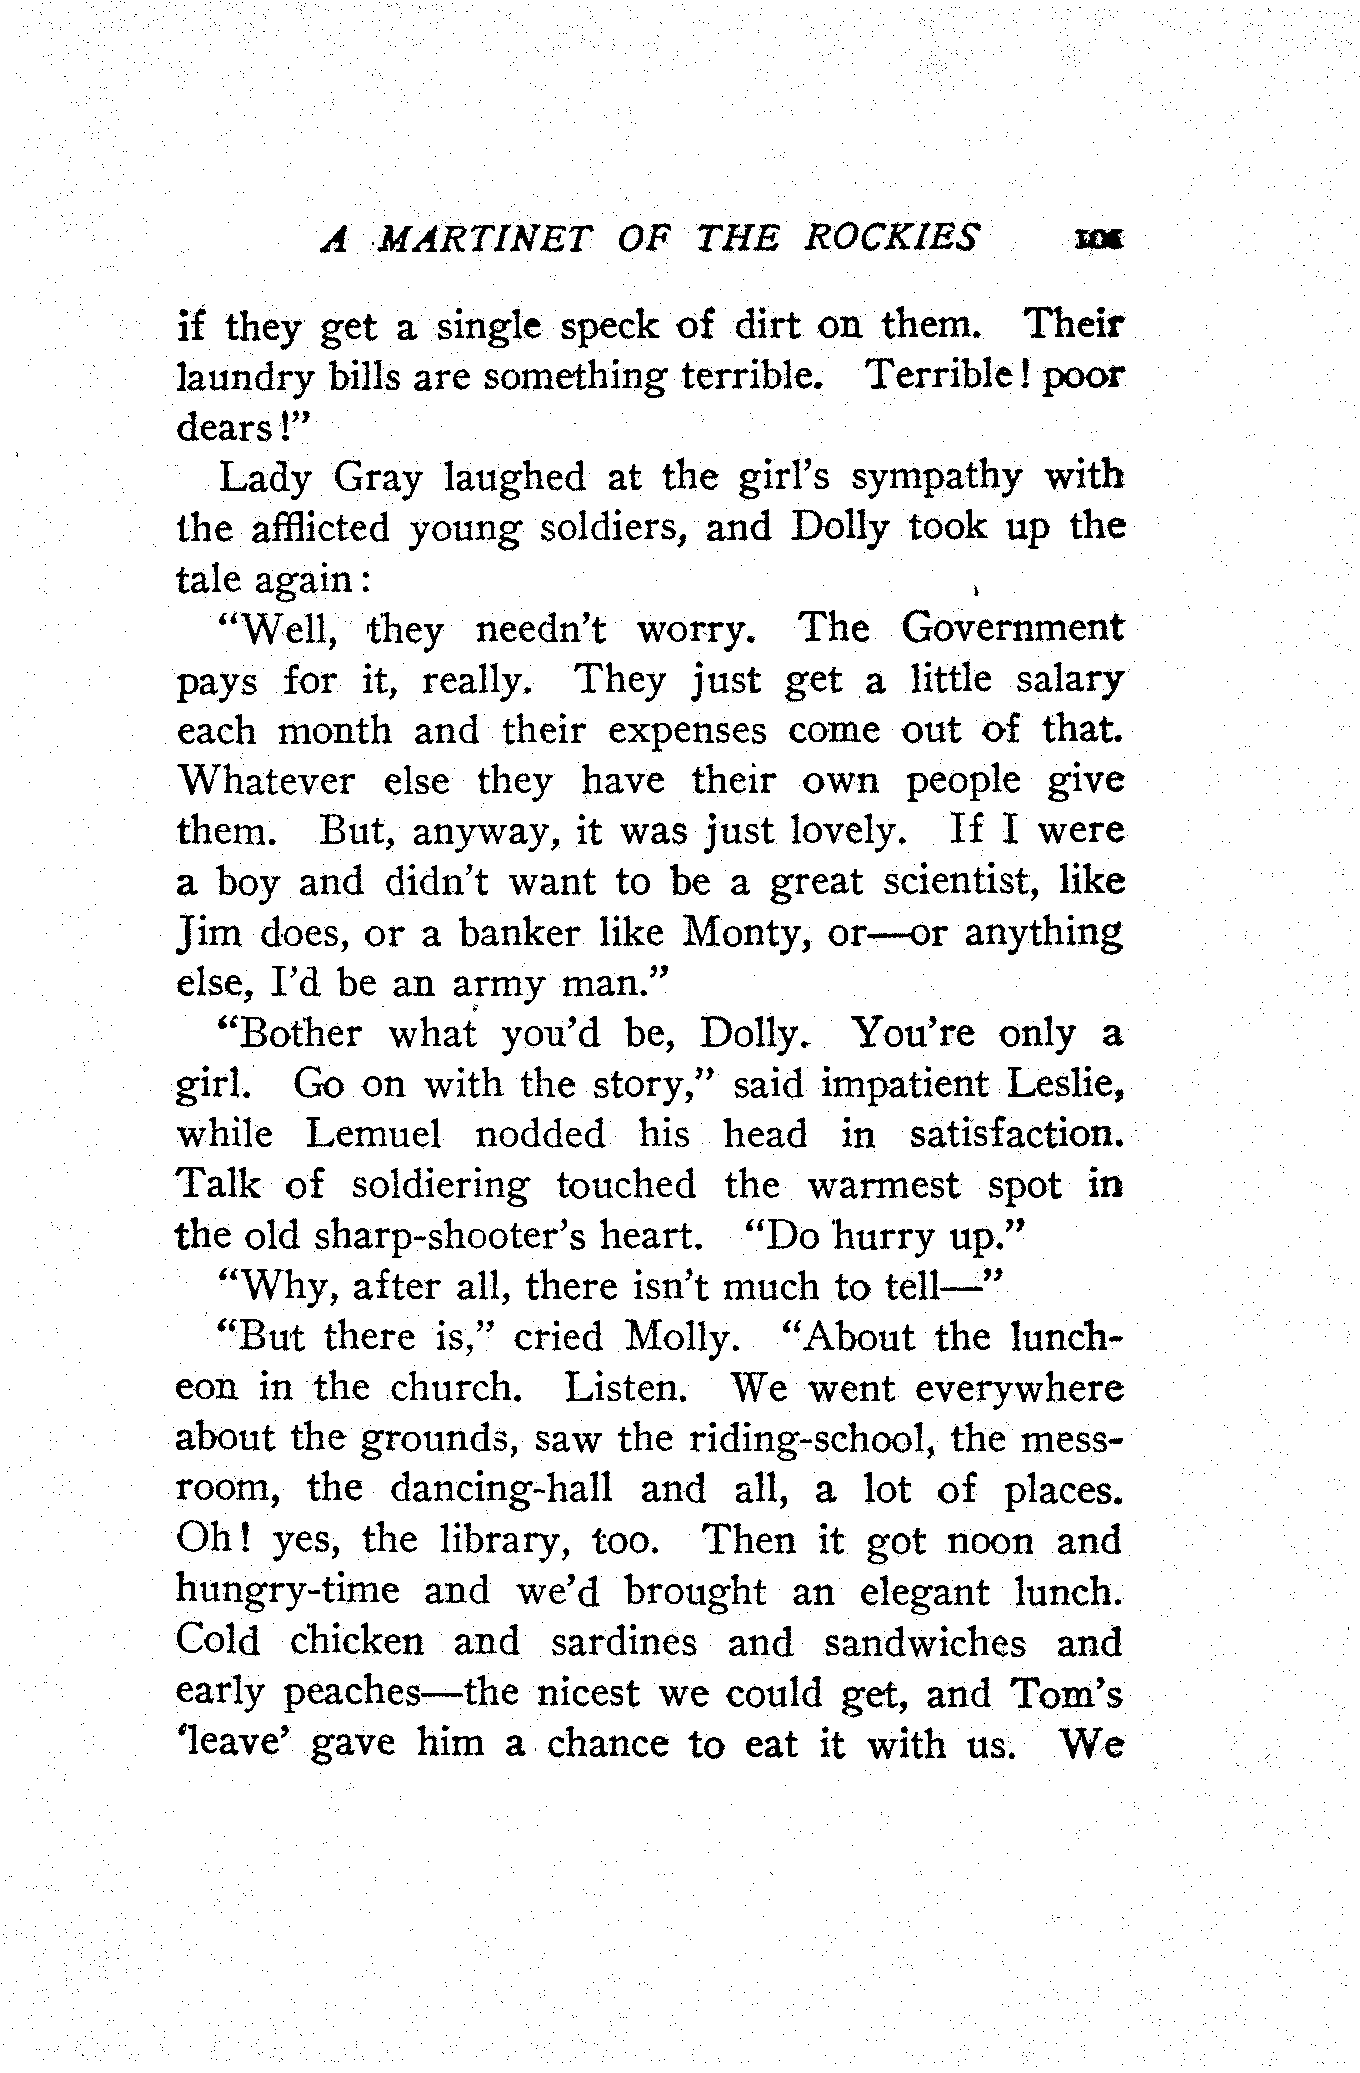 A MARTINET OF THE ROCKIES
if they get a single speck of dirt on them. Their
laundry bills are something terrible. Terrible! poor
dears!”
Lady Gray laughed at the girl’s sympathy with
the afflicted young soldiers, and Dolly took up the
tale again:
“Well, they needn’t worry. The Government
pays for it, really. They just get a little salary
each month and their expenses come out of that.
Whatever else they have their own people give
them. But, anyway, it was just lovely. If I were
a boy and didn’t want to be a great scientist, like
Jim does, or a banker like Monty, or—or anything
else, I’d be an army man.”
“Bother what you’d be, Dolly. You’re only a
girl. Go on with the story,” said impatient Leslie,
while Lemuel nodded his head in satisfaction.
Talk of soldiering touched the warmest spot in
the old sharp-shooter’s heart. “Do hurry up.”
“Why, after all, there isn’t much to tell—”
“But there is,” cried Molly. “About the lunch-
eon in the church. Listen. We went everywhere
about the grounds, saw the riding-school, the mess-
room, the dancing-hall and all, a lot of places.
Oh! yes, the library, too. Then it got noon and
hungry-time and we’d brought an elegant lunch.
Cold chicken and sardines and sandwiches and
early peaches—the nicest we could get, and Tom’s
‘leave’ gave him a chance to eat it with us. We